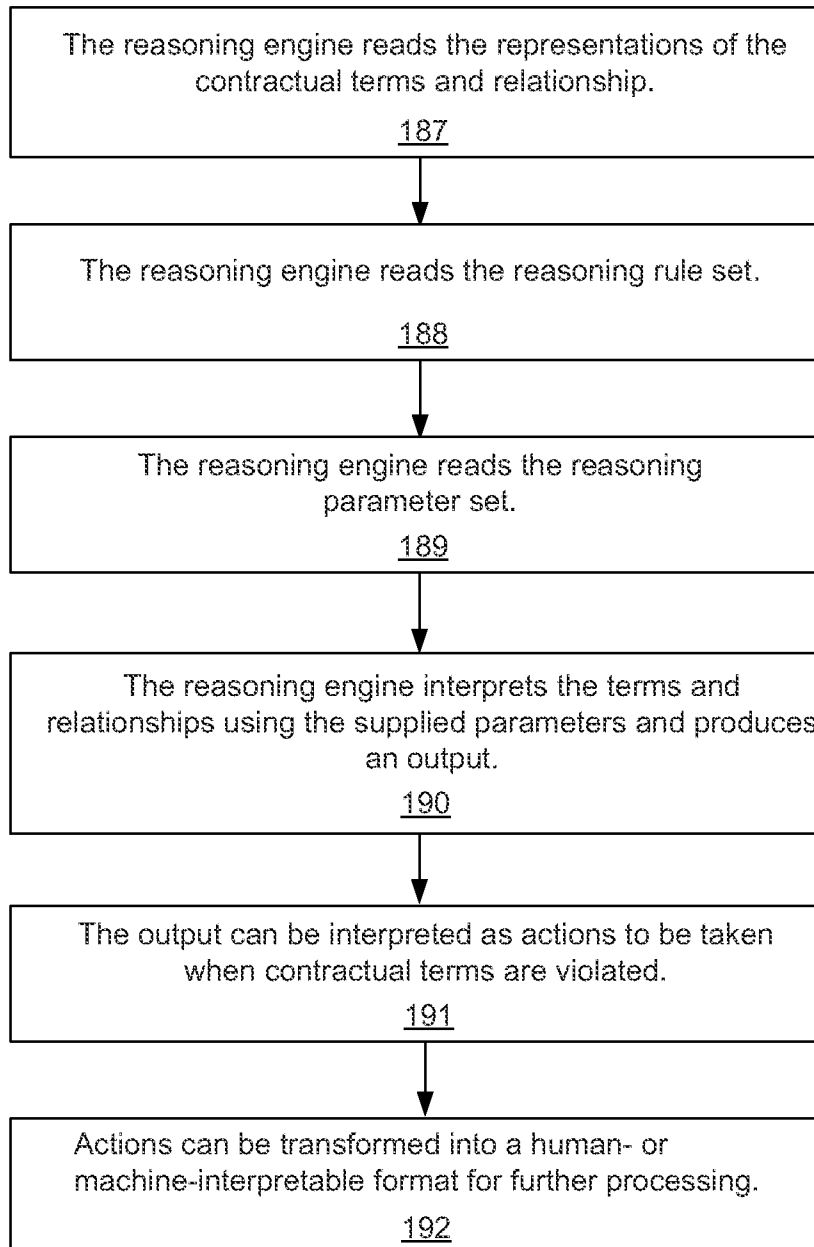 The reasoning engine reads the representations of the
contractual terms and relationship.
187
The reasoning engine reads the reasoning rule set.
188
The reasoning engine reads the reasoning
parameter set.
189
The reasoning engine interprets the terms and
relationships using the supplied parameters and produces
an output.
190
The output can be interpreted as actions to be taken
when contractual terms are violated.
191
Actions can be transformed into a human- or
machine-interpretable format for further processing.
192